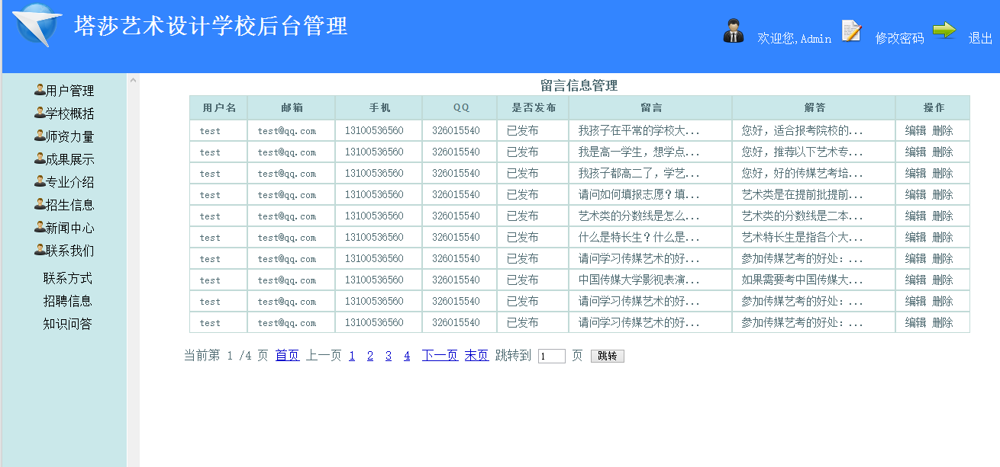 塔莎艺术设计学校后台管理
欢迎您,Admin 修改密码 退出
用户管理
学校概括
师资力量
成果展示
专业介绍
招生信息
新闻中心
联系我们
联系方式
招聘信息
知识问答
留言信息管理
用户名 邮箱 手机 QQ 是否发布 留言 解答 操作
test test@qq.com 13100536560 326015540 已发布 我孩子在平常的学校大... 您好，适合报考院校的... 编辑 删除
test test@qq.com 13100536560 326015540 已发布 我是高一学生，想学点... 您好，推荐以下艺术专... 编辑 删除
test test@qq.com 13100536560 326015540 已发布 我孩子都高二了，学艺... 您好，好的传媒艺考培... 编辑 删除
test test@qq.com 13100536560 326015540 已发布 请问如何填报志愿？填... 艺术类是在提前批提前... 编辑 删除
test test@qq.com 13100536560 326015540 已发布 艺术类的分数线是怎么... 艺术类的分数线是二本... 编辑 删除
test test@qq.com 13100536560 326015540 已发布 什么是特长生？什么是... 艺术特长生是指各个大... 编辑 删除
test test@qq.com 13100536560 326015540 已发布 请问学习传媒艺术的好... 参加传媒艺考的好处：... 编辑 删除
test test@qq.com 13100536560 326015540 已发布 中国传媒大学影视表演... 如果需要考中国传媒大... 编辑 删除
test test@qq.com 13100536560 326015540 已发布 请问学习传媒艺术的好... 参加传媒艺考的好处：... 编辑 删除
test test@qq.com 13100536560 326015540 已发布 请问学习传媒艺术的好... 参加传媒艺考的好处：... 编辑 删除
当前第 1 /4 页 首页 上一页 1 2 3 4 下一页 末页 跳转到 1 页 跳转